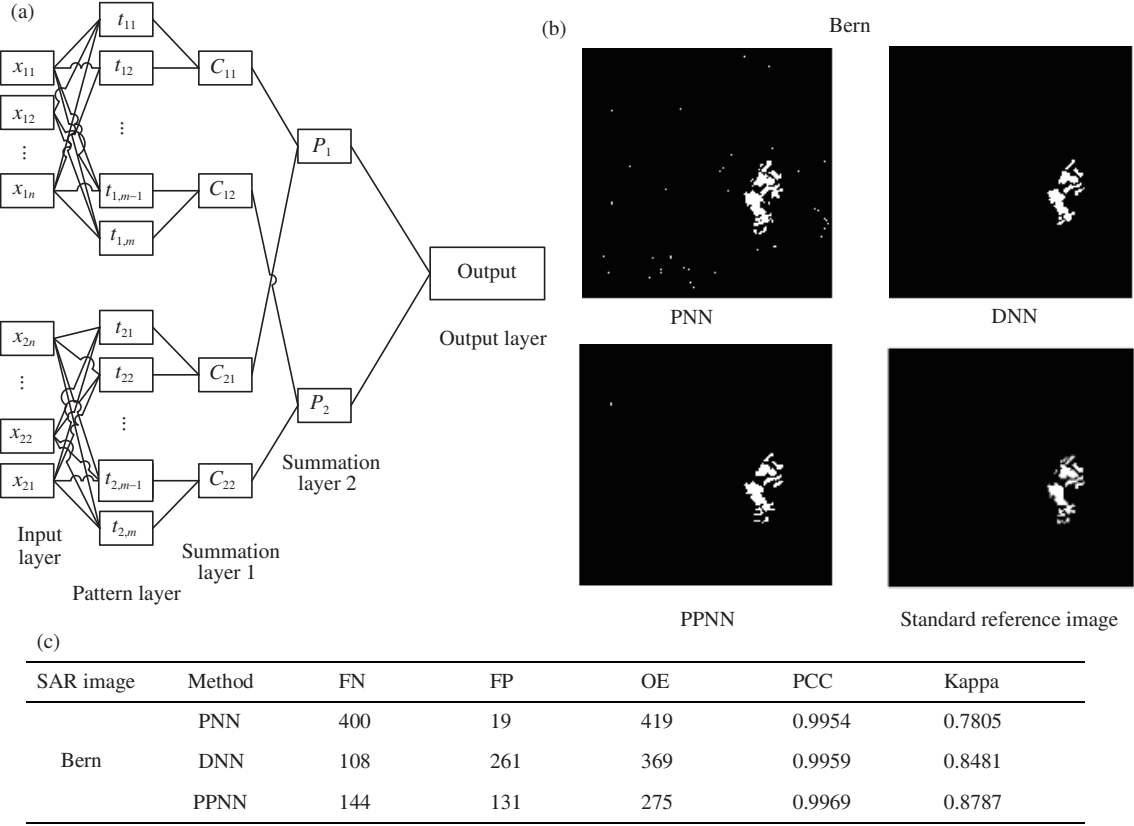 (a)
t11
x11
t12
C11
x12
⋮
⋮
x1n
t1,m−1
C12
t1,m
P1
Output
Output layer
x2n
t21
⋮
t22
C21
⋮
x22
P2
x21
t2,m−1
C22
t2,m
Input
layer
Pattern layer
Summation
layer 1
Summation
layer 2
(b)
Bern
PNN
DNN
PPNN
Standard reference image
(c)
SAR image Method FN FP OE PCC Kappa
PNN 400 19 419 0.9954 0.7805
Bern DNN 108 261 369 0.9959 0.8481
PPNN 144 131 275 0.9969 0.8787